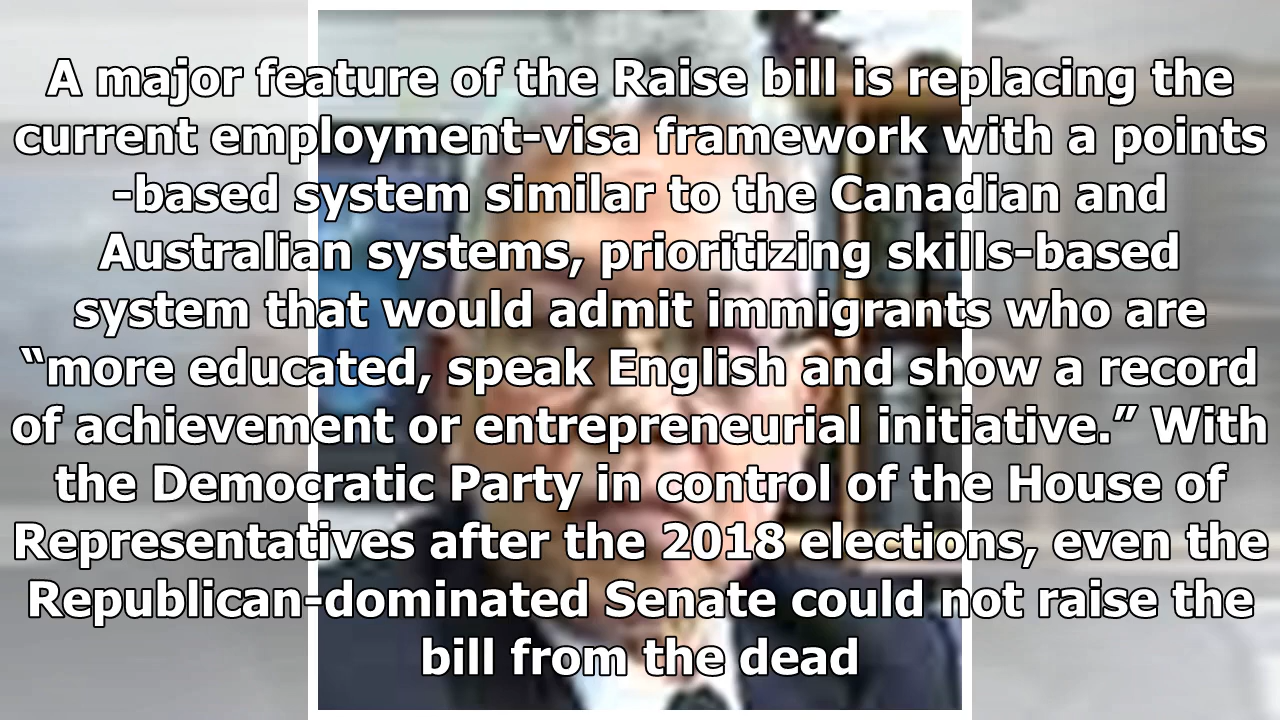 A major feature of the Raise bill is replacing the
current employment-visa framework with a points
-based system similar to the Canadian and
Australian systems, prioritizing skills-based
system that would admit immigrants who are
“more educated, speak English and show a record
of achievement or entrepreneurial initiative.” With
the Democratic Party in control of the House of
Representatives after the 2018 elections, even the
Republican-dominated Senate could not raise the
bill from the dead